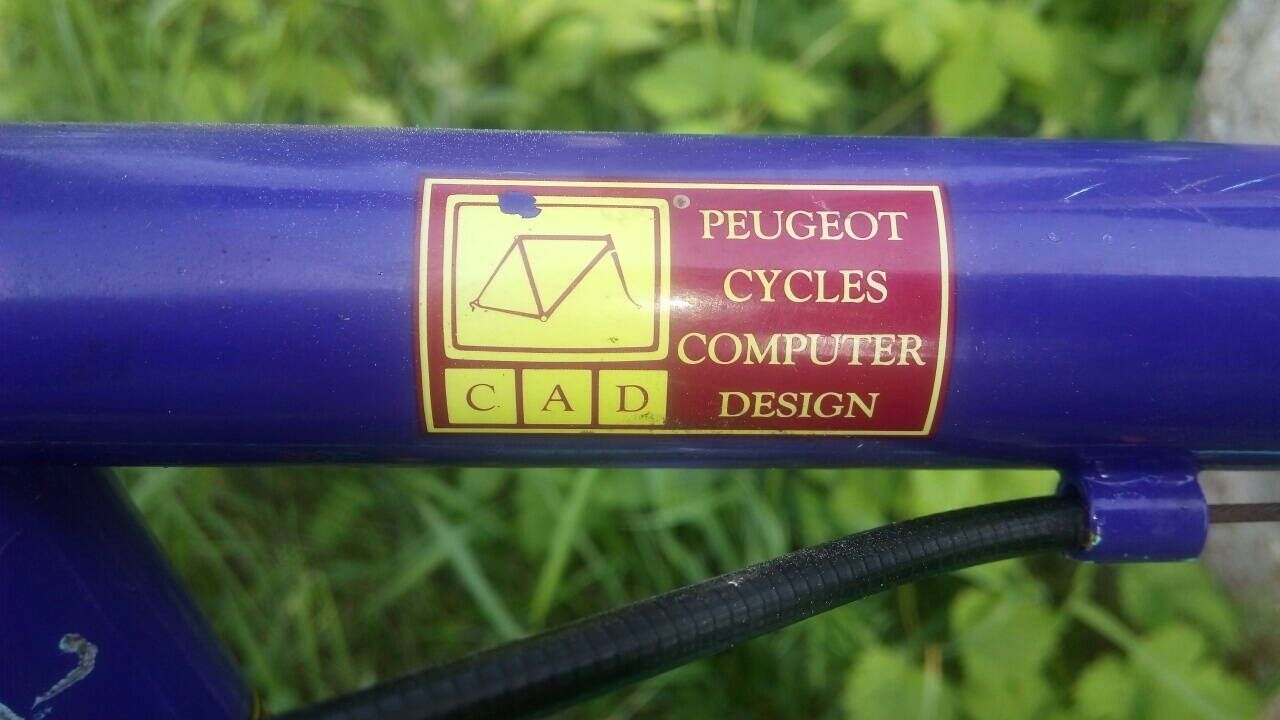 PEUGEOT
CYCLES
COMPUTER
DESIGN
C A D